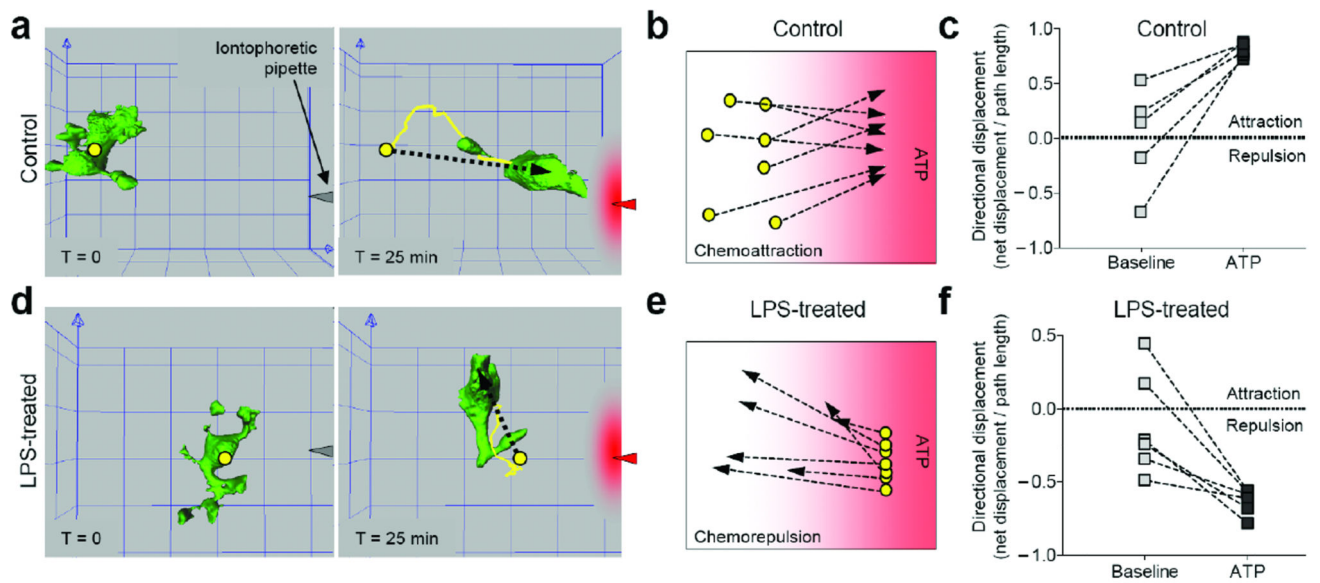 a
Iontophoretic
pipette
Control
T = 0
T = 25 min
b
Control
ATP
Chemoattraction
c
Control
Directional displacement
(net displacement / path length)
1.0
0.5
0.0
−0.5
−1.0
Attraction
Repulsion
Baseline
ATP
d
LPS-treated
T = 0
T = 25 min
e
LPS-treated
ATP
Chemorepulsion
f
LPS-treated
Directional displacement
(net displacement / path length)
0.5
0.0
−0.5
−1.0
Attraction
Repulsion
Baseline
ATP